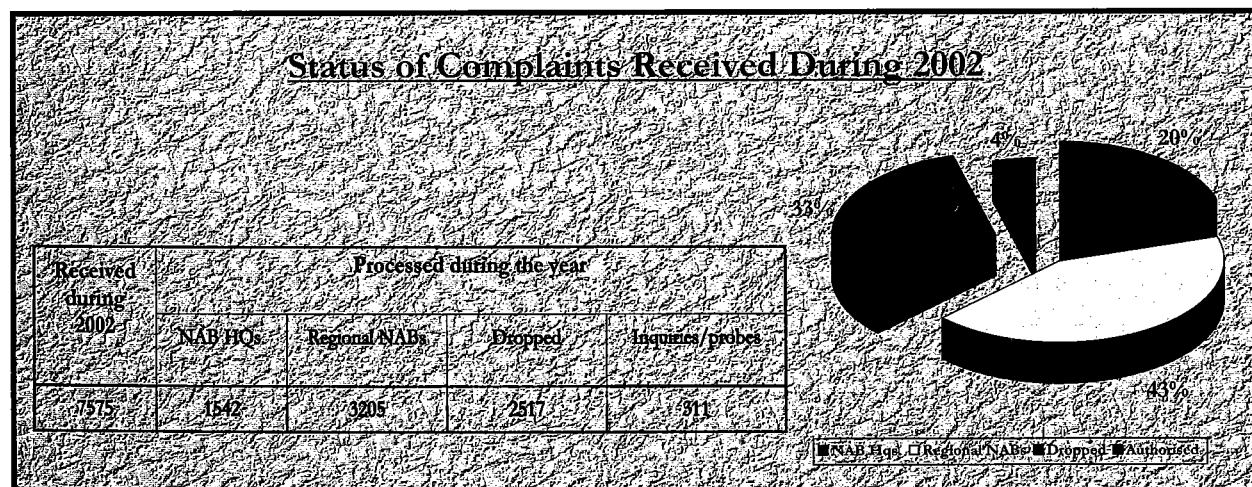 Status of Complaints Received During 2002
4%
20%
33%
43%
Received
during
2002
Processed during the year
NAB HQs
Regional NABs
Dropped
Inquiries/probes
7575
1542
3205
2517
311
NAB Hqs Regional NABs Dropped Authorised